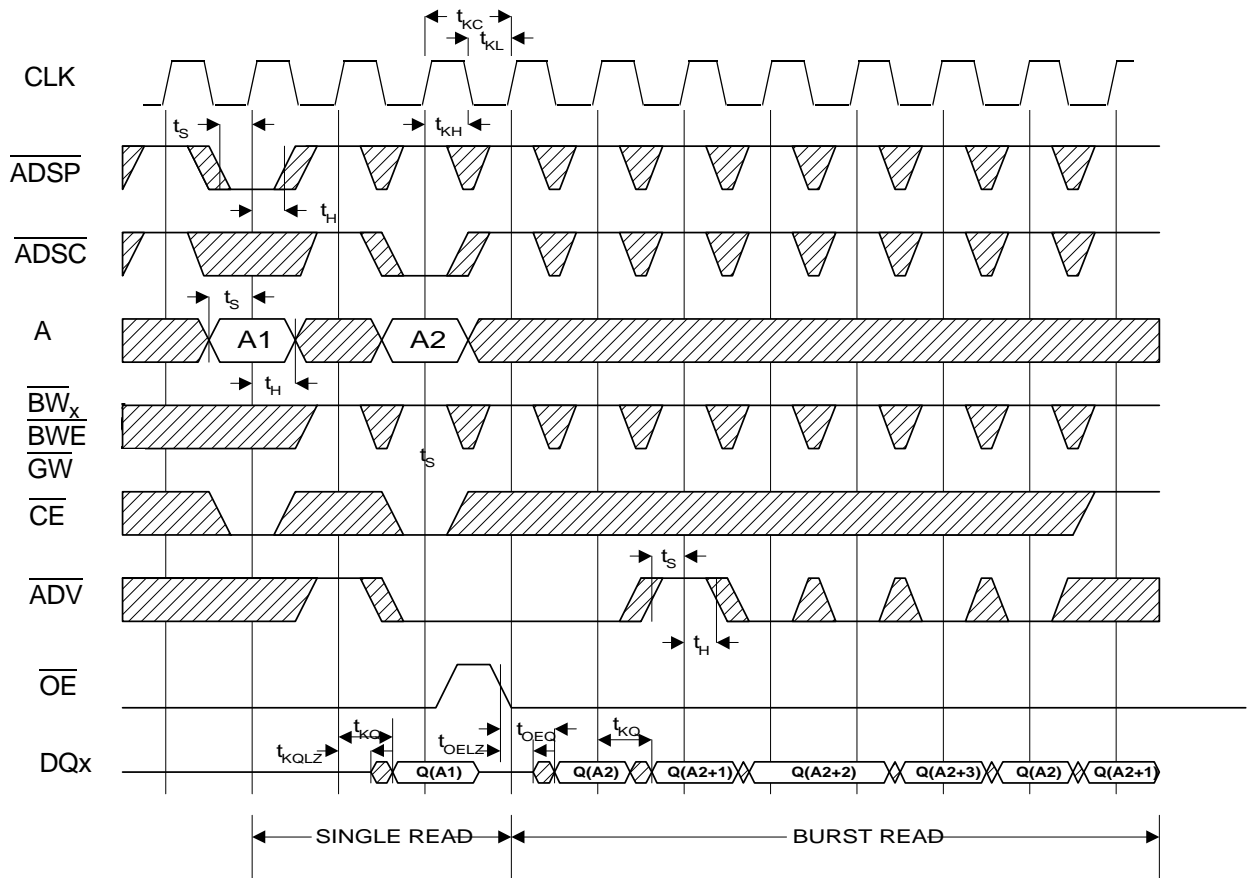 tKC
tKL
CLK
tS
tKH
ADSP
tH
ADSC
tS
A
A1
A2
tH
BWx
BWE
GW
tS
CE
tS
ADV
tH
OE
tKQ
tOEQ
tKQ
tKQLZ
tOELZ
DQx
Q(A1)
Q(A2)
Q(A2+1)
Q(A2+2)
Q(A2+3)
Q(A2)
Q(A2+1)
SINGLE READ
BURST READ